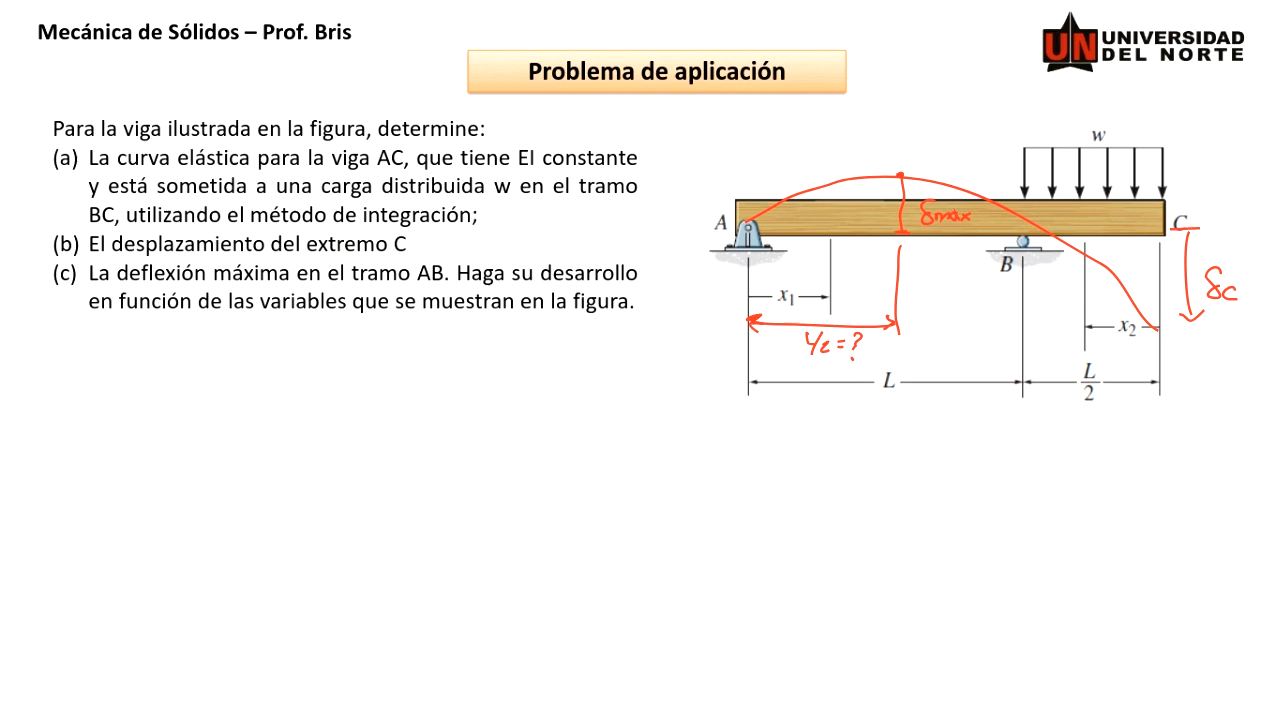 Mecánica de Sólidos – Prof. Bris
UNIVERSIDAD
UN DEL NORTE
Problema de aplicación
Para la viga ilustrada en la figura, determine:
(a) La curva elástica para la viga AC, que tiene EI constante
y está sometida a una carga distribuida w en el tramo
BC, utilizando el método de integración;
(b) El desplazamiento del extremo C
(c) La deflexión máxima en el tramo AB. Haga su desarrollo
en función de las variables que se muestran en la figura.
w
A
δmax
C
B
x1
δc
x2
=?
L
L
2